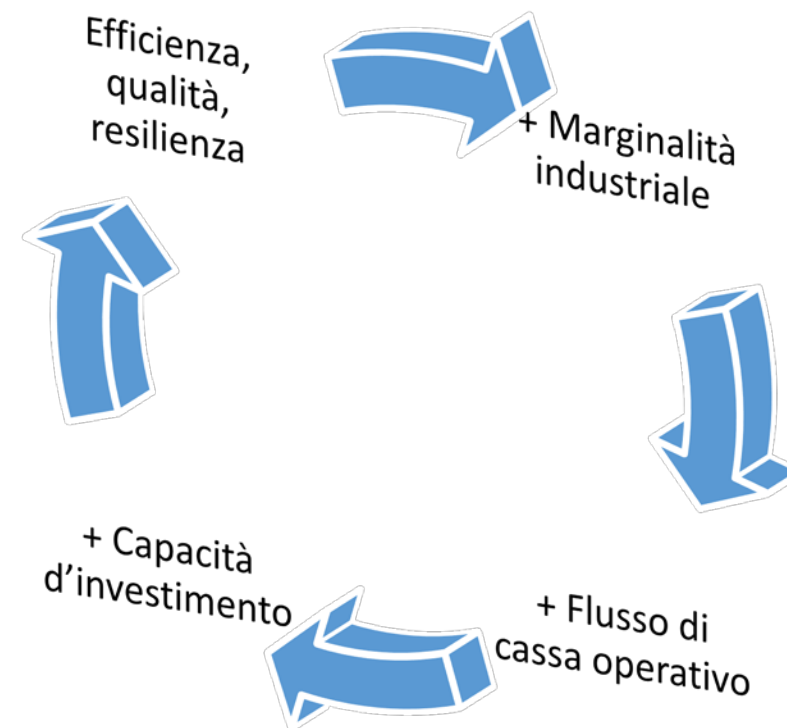 Efficienza,
qualità,
resilienza
+ Marginalità
industriale
+ Flusso di
cassa operativo
+ Capacità
d’investimento